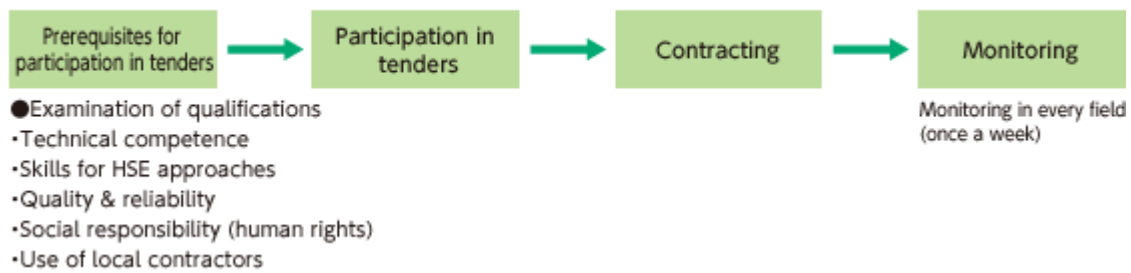 Prerequisites for
participation in tenders
Participation in
tenders
Contracting
Monitoring
●Examination of qualifications
・Technical competence
・Skills for HSE approaches
・Quality & reliability
・Social responsibility (human rights)
・Use of local contractors
Monitoring in every field
(once a week)